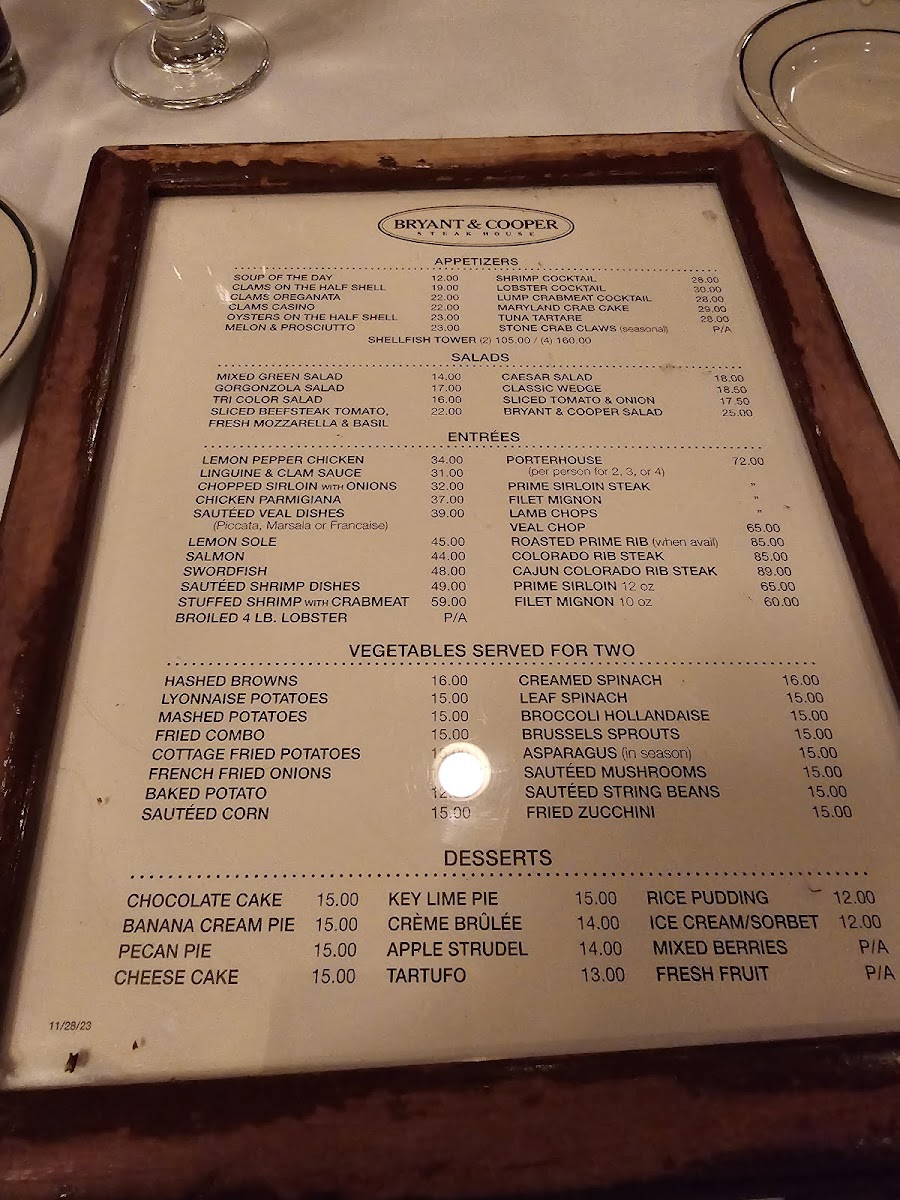 BRYANT & COOPER
STEAK HOUSE
APPETIZERS
SOUP OF THE DAY 12.00
CLAMS ON THE HALF SHELL 19.00
CLAMS OREGANATA 22.00
CLAMS CASINO 22.00
OYSTERS ON THE HALF SHELL 23.00
MELON & PROSCIUTTO 23.00
SHRIMP COCKTAIL 28.00
LOBSTER COCKTAIL 30.00
LUMP CRABMEAT COCKTAIL 28.00
MARYLAND CRAB CAKE 29.00
TUNA TARTARE 28.00
STONE CRAB CLAWS (seasonal) P/A
SHELLFISH TOWER (2) 105.00 / (4) 160.00
SALADS
MIXED GREEN SALAD 14.00
GORGONZOLA SALAD 17.00
TRI COLOR SALAD 16.00
SLICED BEEFSTEAK TOMATO, 22.00
FRESH MOZZARELLA & BASIL
CAESAR SALAD 18.00
CLASSIC WEDGE 18.50
SLICED TOMATO & ONION 17.50
BRYANT & COOPER SALAD 25.00
ENTRÉES
LEMON PEPPER CHICKEN 34.00
LINGUINE & CLAM SAUCE 31.00
CHOPPED SIRLOIN WITH ONIONS 32.00
CHICKEN PARMIGIANA 37.00
SAUTÉED VEAL DISHES 39.00
(Piccata, Marsala or Francaise)
LEMON SOLE 45.00
SALMON 44.00
SWORDFISH 48.00
SAUTÉED SHRIMP DISHES 49.00
STUFFED SHRIMP WITH CRABMEAT 59.00
BROILED 4 LB. LOBSTER P/A
PORTERHOUSE 72.00
(per person for 2, 3, or 4)
PRIME SIRLOIN STEAK "
FILET MIGNON "
LAMB CHOPS "
VEAL CHOP 65.00
ROASTED PRIME RIB (when avail) 85.00
COLORADO RIB STEAK 85.00
CAJUN COLORADO RIB STEAK 89.00
PRIME SIRLOIN 12 oz 65.00
FILET MIGNON 10 oz 60.00
VEGETABLES SERVED FOR TWO
HASHED BROWNS 16.00
LYONNAISE POTATOES 15.00
MASHED POTATOES 15.00
FRIED COMBO 15.00
COTTAGE FRIED POTATOES
FRENCH FRIED ONIONS
BAKED POTATO
SAUTÉED CORN 15.00
CREAMED SPINACH 16.00
LEAF SPINACH 15.00
BROCCOLI HOLLANDAISE 15.00
BRUSSELS SPROUTS 15.00
ASPARAGUS (in season) 15.00
SAUTÉED MUSHROOMS 15.00
SAUTÉED STRING BEANS 15.00
FRIED ZUCCHINI 15.00
DESSERTS
CHOCOLATE CAKE 15.00
BANANA CREAM PIE 15.00
PECAN PIE 15.00
CHEESE CAKE 15.00
KEY LIME PIE 15.00
CRÈME BRÛLÉE 14.00
APPLE STRUDEL 14.00
TARTUFO 13.00
RICE PUDDING 12.00
ICE CREAM/SORBET 12.00
MIXED BERRIES P/A
FRESH FRUIT P/A
11/28/23